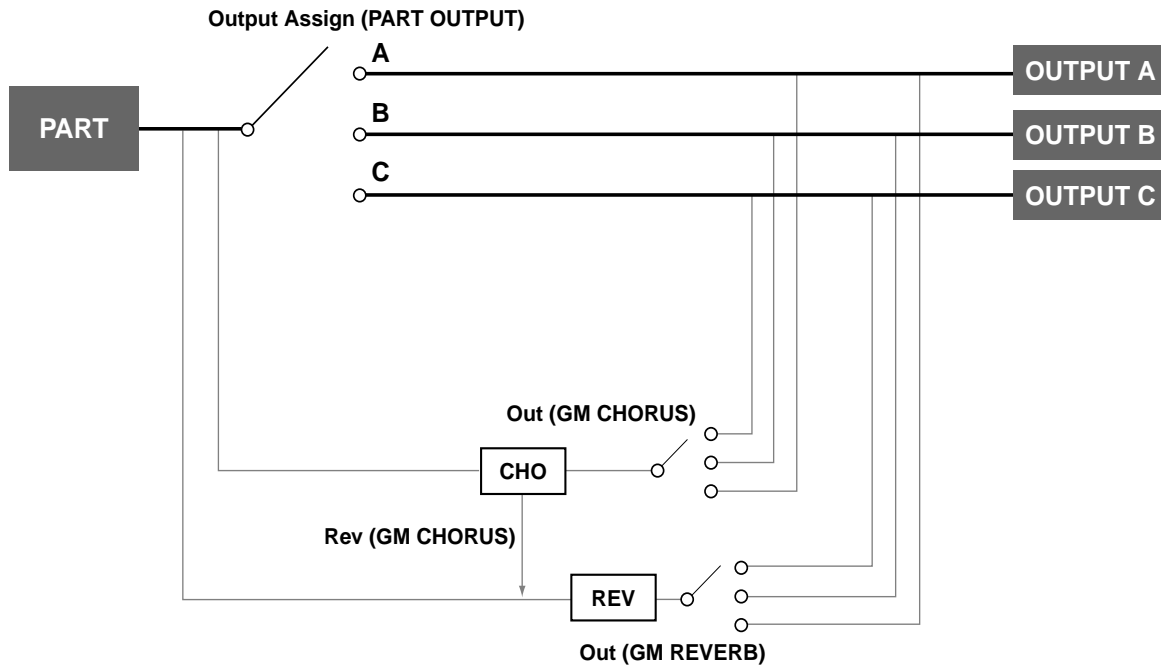 Output Assign (PART OUTPUT)
A
OUTPUT A
PART
B
OUTPUT B
C
OUTPUT C
Out (GM CHORUS)
CHO
Rev (GM CHORUS)
REV
Out (GM REVERB)